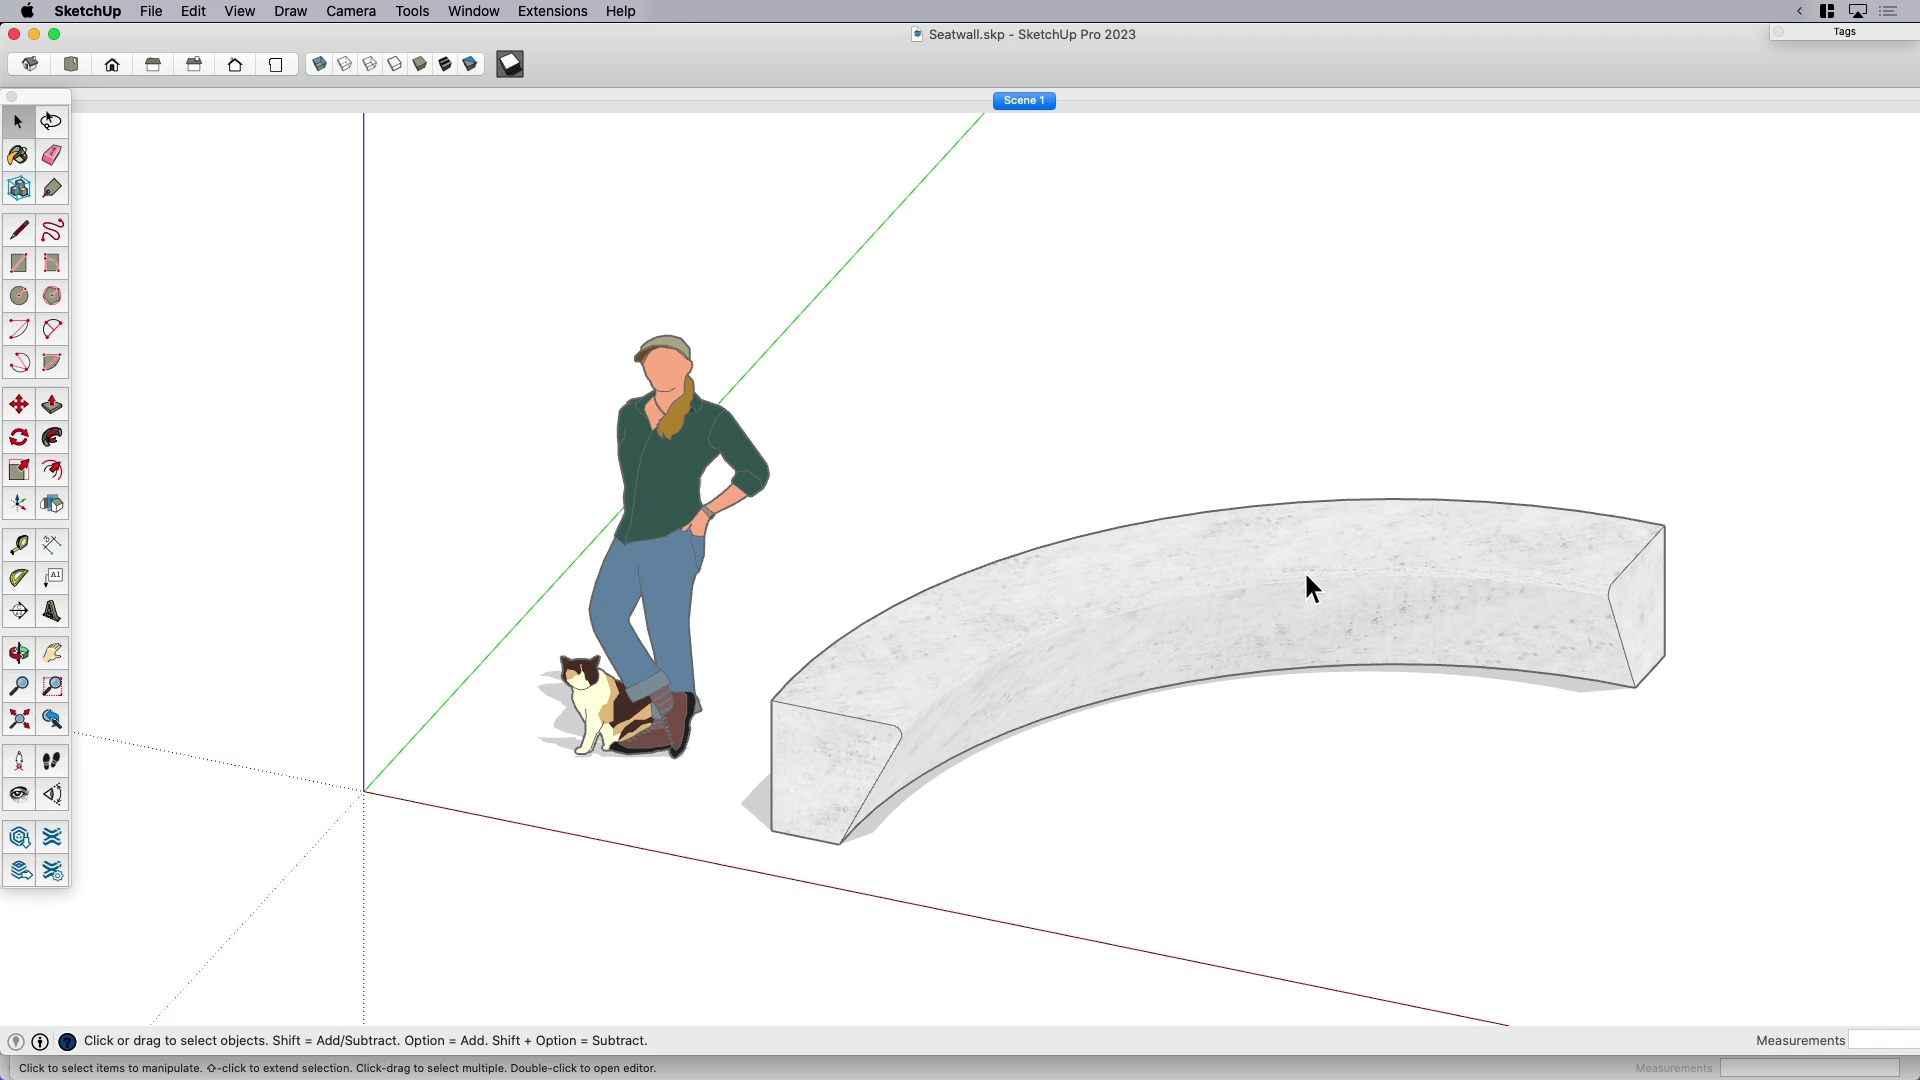 SketchUp File Edit View Draw Camera Tools Window Extensions Help
Seatwall.skp - SketchUp Pro 2023
Tags
Scene 1
A1
Click or drag to select objects. Shift = Add/Subtract. Option = Add. Shift + Option = Subtract.
Measurements
Click to select items to manipulate. ⇧-click to extend selection. Click-drag to select multiple. Double-click to open editor.
Measurements